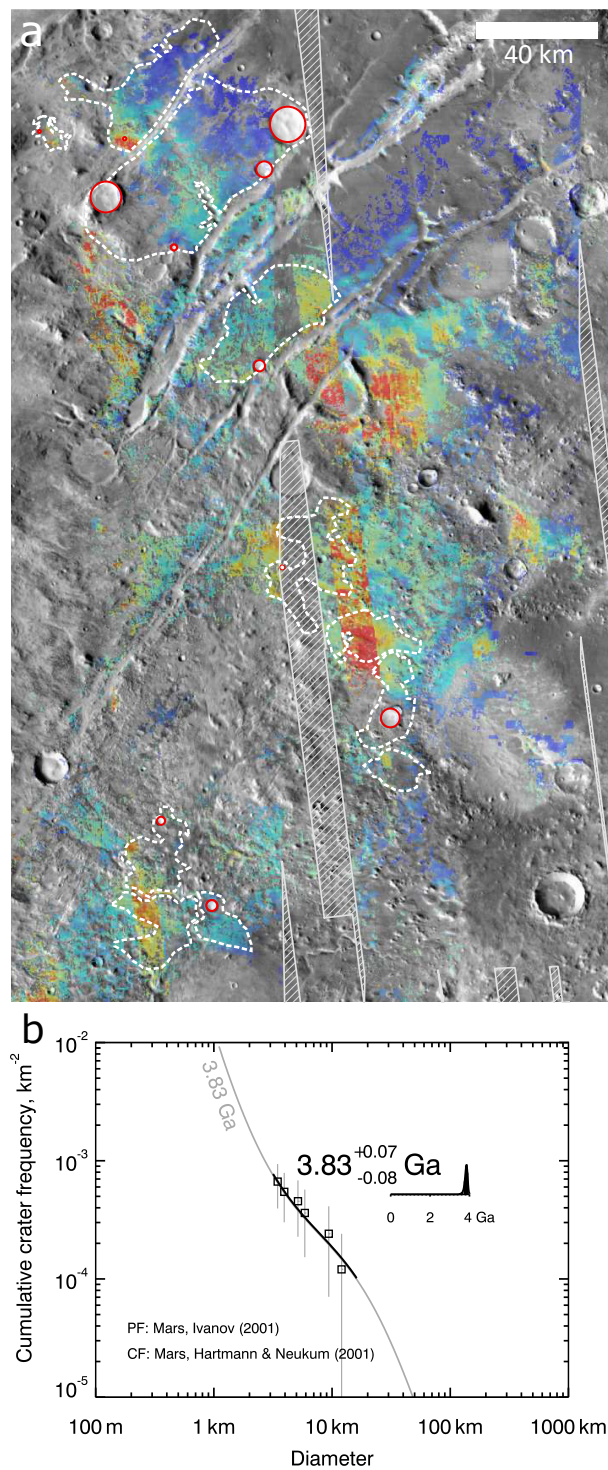 a
40 km
b
10-2
10-3
10-4
10-5
Cumulative crater frequency, km-2
3.83 Ga
3.83 +0.07 -0.08 Ga
0 2 4 Ga
PF: Mars, Ivanov (2001)
CF: Mars, Hartmann & Neukum (2001)
100 m 1 km 10 km 100 km 1000 km
Diameter